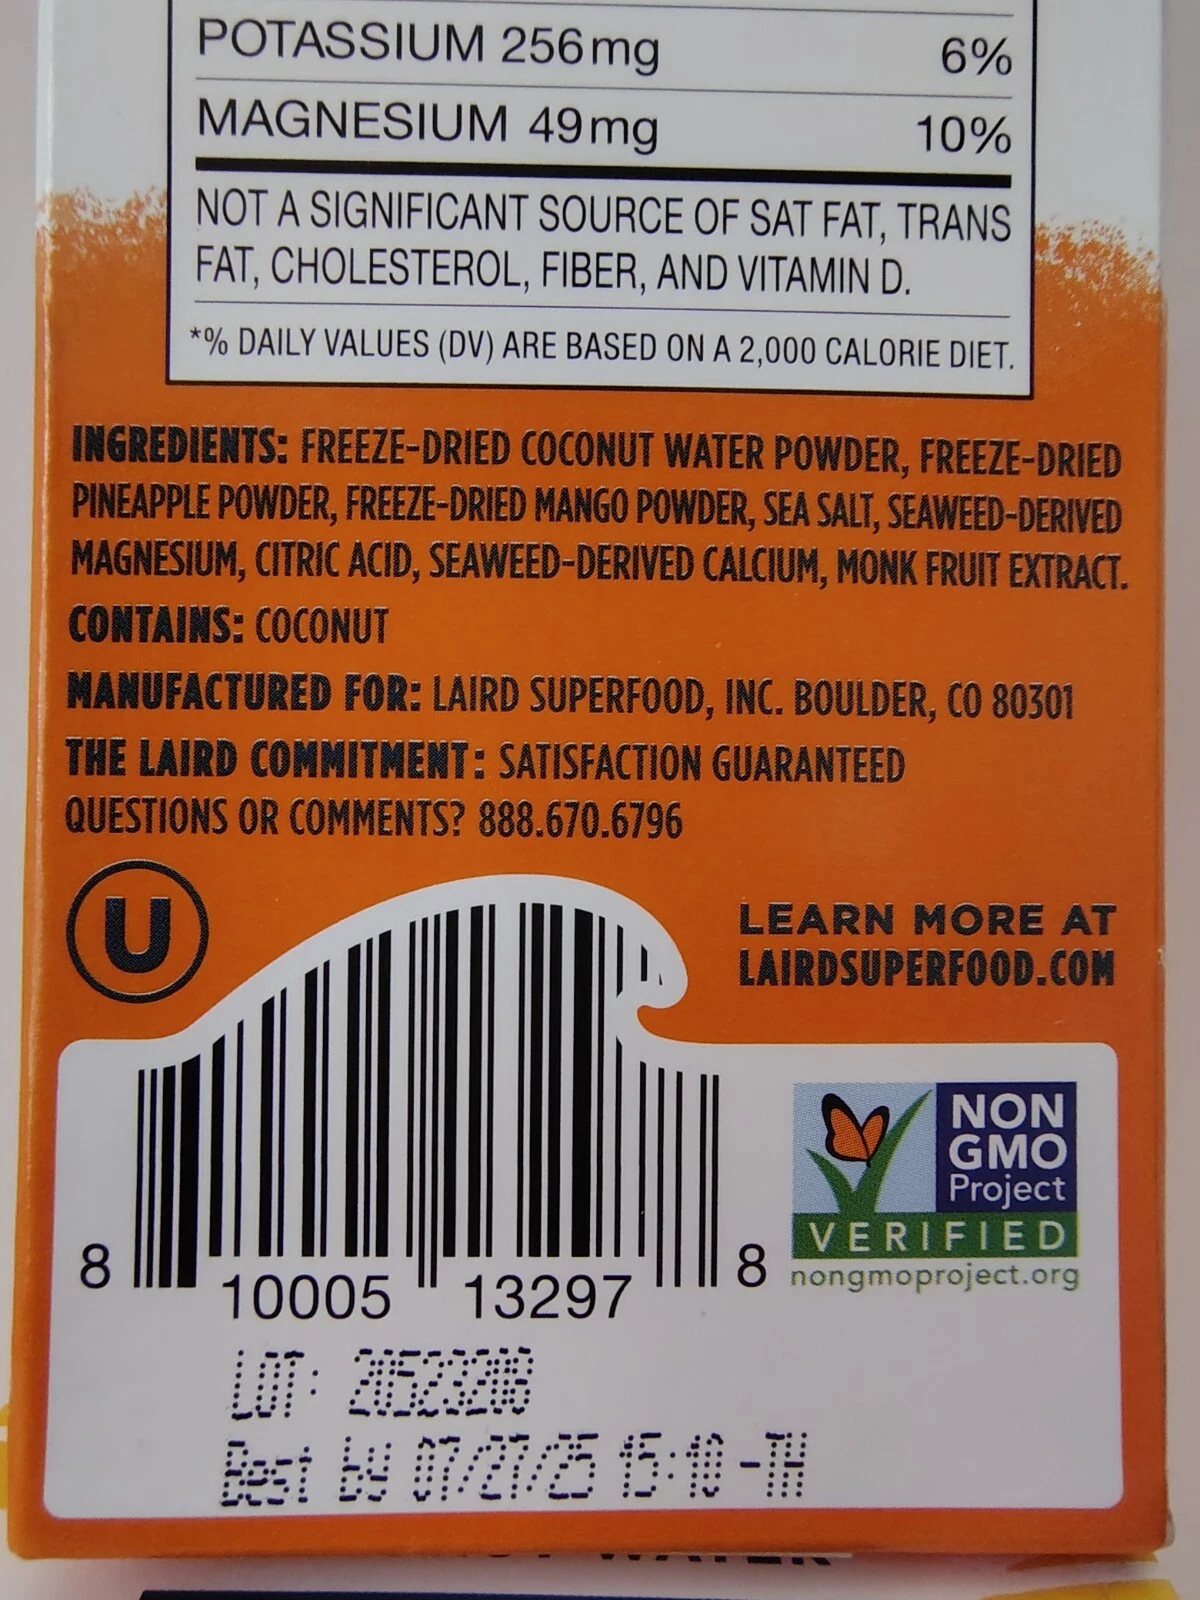 POTASSIUM 256mg 6%
MAGNESIUM 49mg 10%
NOT A SIGNIFICANT SOURCE OF SAT FAT, TRANS
FAT, CHOLESTEROL, FIBER, AND VITAMIN D.
*% DAILY VALUES (DV) ARE BASED ON A 2,000 CALORIE DIET.
INGREDIENTS: FREEZE-DRIED COCONUT WATER POWDER, FREEZE-DRIED
PINEAPPLE POWDER, FREEZE-DRIED MANGO POWDER, SEA SALT, SEAWEED-DERIVED
MAGNESIUM, CITRIC ACID, SEAWEED-DERIVED CALCIUM, MONK FRUIT EXTRACT.
CONTAINS: COCONUT
MANUFACTURED FOR: LAIRD SUPERFOOD, INC. BOULDER, CO 80301
THE LAIRD COMMITMENT: SATISFACTION GUARANTEED
QUESTIONS OR COMMENTS? 888.670.6796
U
LEARN MORE AT
LAIRDSUPERFOOD.COM
NON
GMO
Project
VERIFIED
nongmoproject.org
8 10005 13297 8
LOT:
Best by 07/27/25 15:10 -TH
WATER